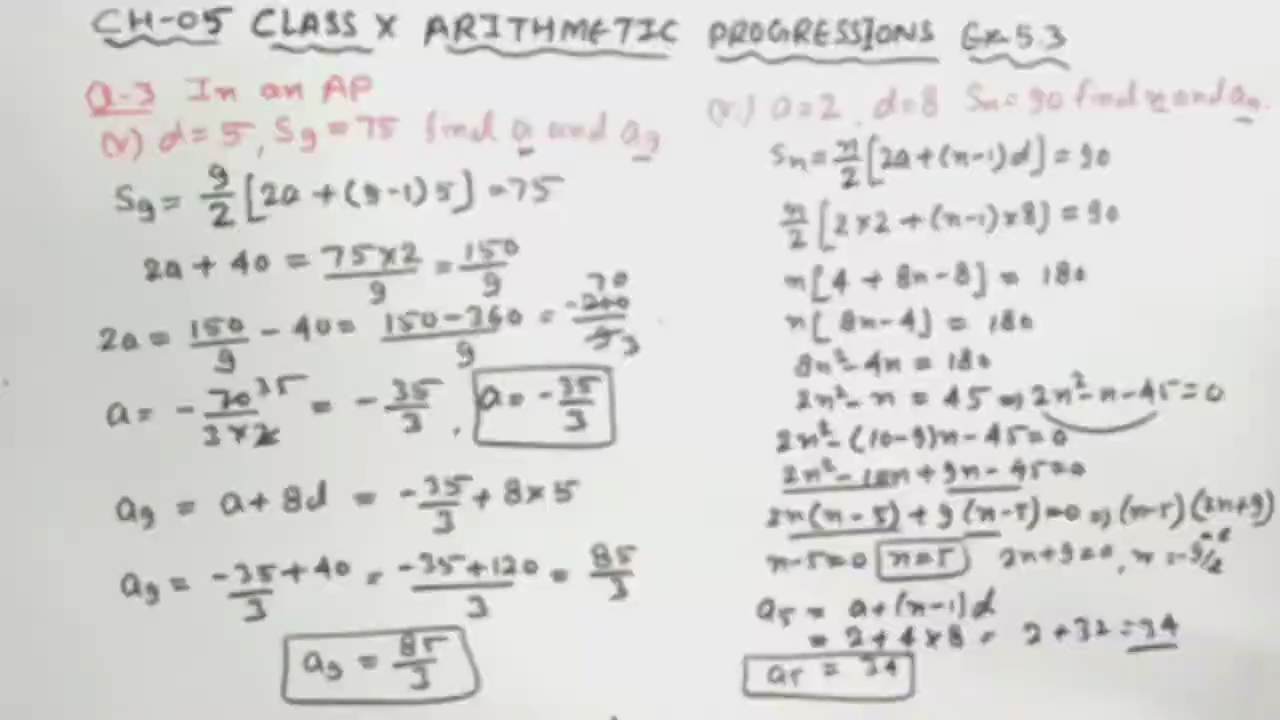 CH-05 CLASS X ARITHMETIC PROGRESSIONS Ex 5.3
Q-3 In an AP
(v) d=5, S9=75 find a and a9
S9 = 9/2 [2a + (9-1) 5] = 75
2a + 40 = 75×2/9 = 150/9
2a = 150/9 - 40 = 150-360/9 =
a = - 70 35/3×2 = - 35/3, a = - 35/3
a9 = a + 8d = -35/3 + 8×5
a9 = -35/3 + 40 = -35+120/3 = 85/3
a9 = 85/3
a=2, d=8 Sn=90 find n and an.
Sn = n/2 [2a + (n-1) d] = 90
n/2 [2×2 + (n-1)×8] = 90
n[4 + 8n-8] = 180
n[8n-4] = 180
8n²-4n = 180
2n²-n = 45 ⇒ 2n²-n-45=0
2n²-(10-9)n-45=0
2n²-10n+9n-45=0
2n(n-5)+9(n-5)=0 ⇒ (n-5)(2n+9)
n-5=0 n=5 2n+9=0, n=-9/2
a5 = a+(n-1)d
= 2+4×8 = 2+32=34
a5 = 34